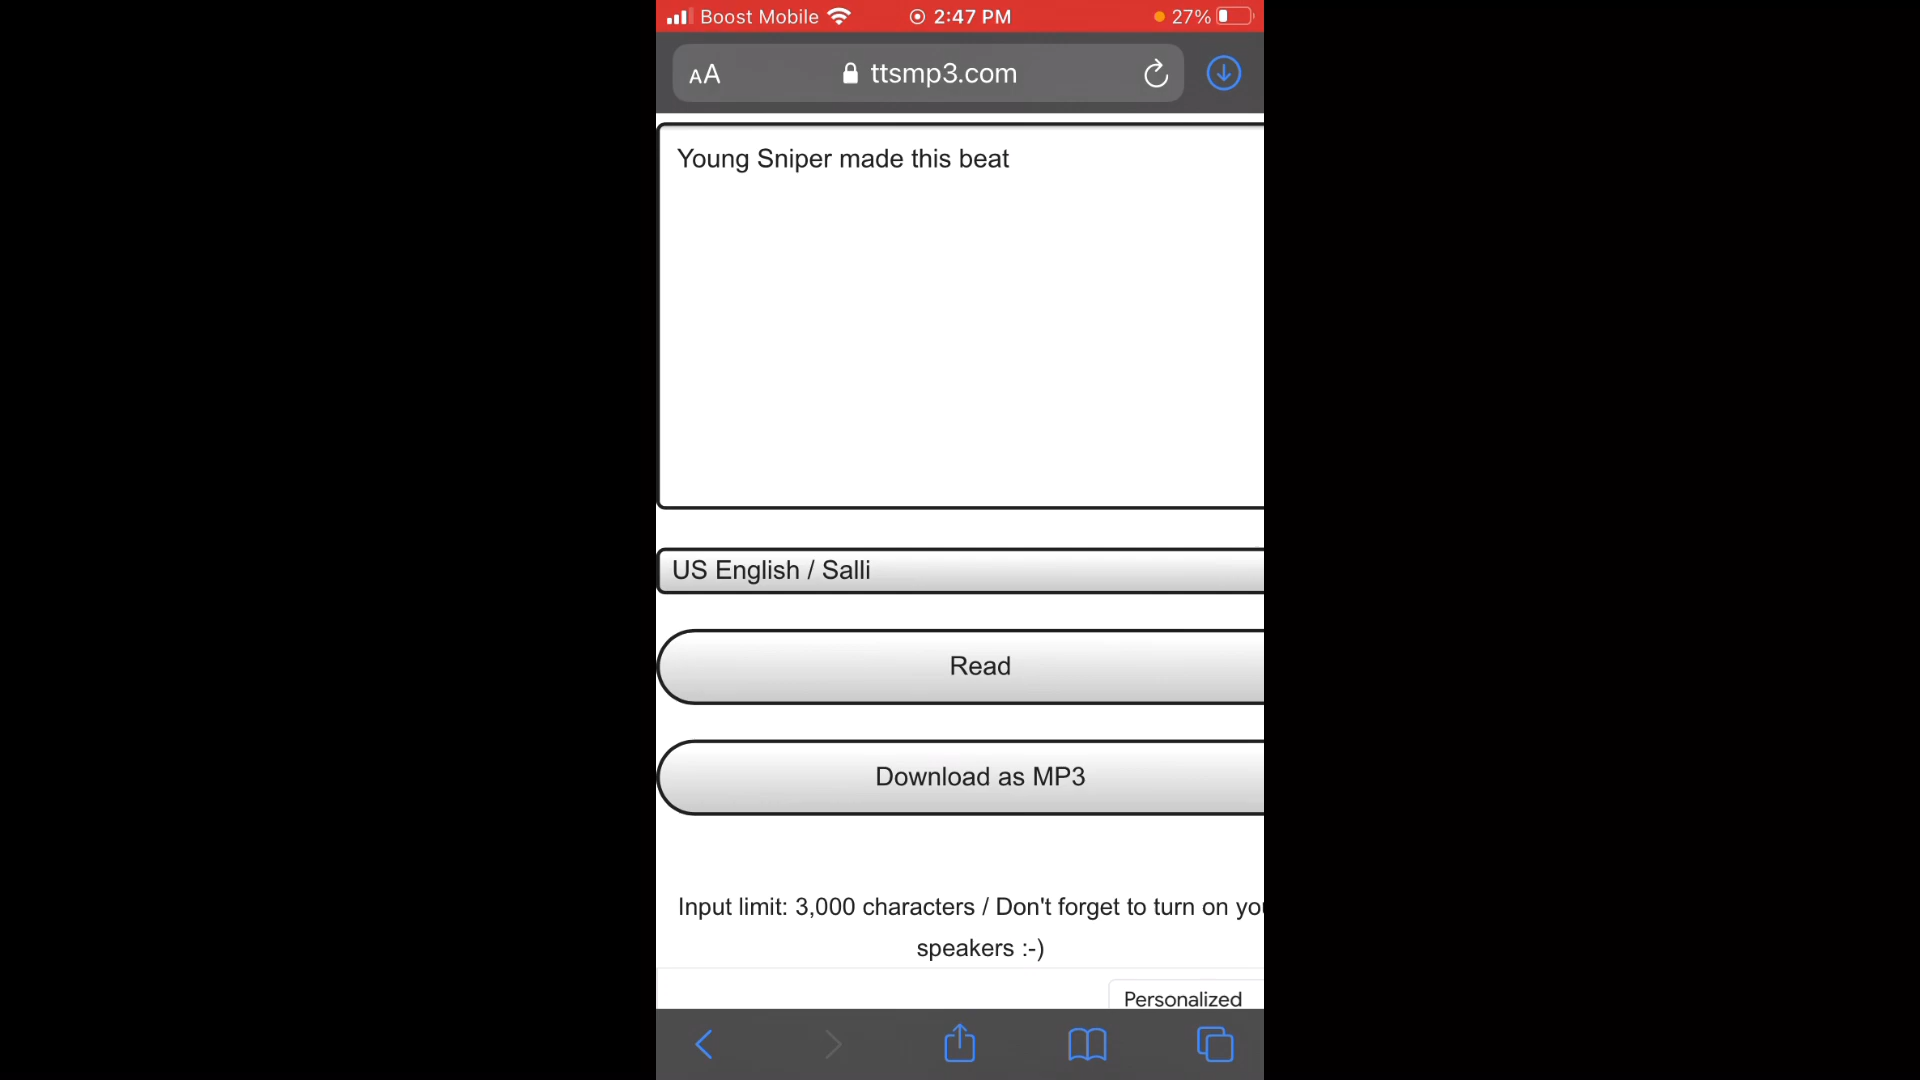 Boost Mobile 2:47 PM 27%
AA ttsmp3.com
Young Sniper made this beat
US English / Salli
Read
Download as MP3
Input limit: 3,000 characters / Don't forget to turn on you
speakers :-)
Personalized